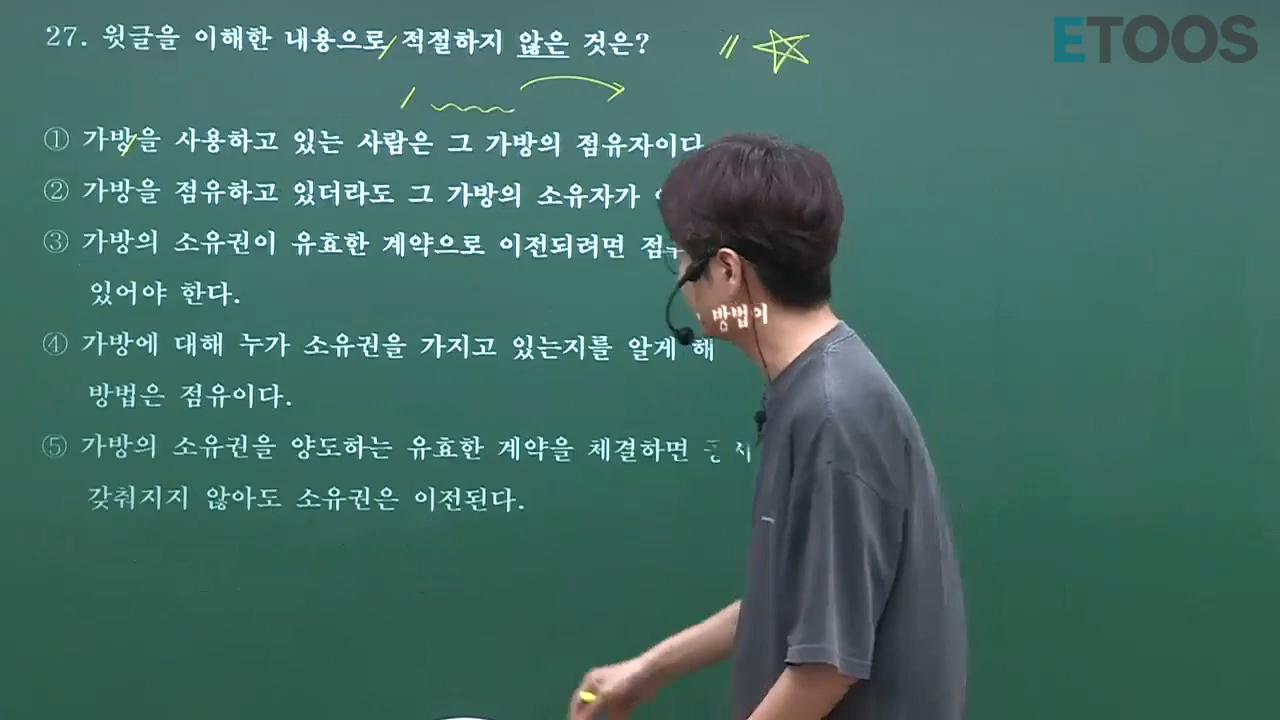 27. 윗글을 이해한 내용으로 적절하지 않은 것은?
ETOOS
① 가방을 사용하고 있는 사람은 그 가방의 점유자이다
② 가방을 점유하고 있더라도 그 가방의 소유자가
③ 가방의 소유권이 유효한 계약으로 이전되려면
있어야 한다.
방법이
④ 가방에 대해 누가 소유권을 가지고 있는지를 알게 해
방법은 점유이다.
⑤ 가방의 소유권을 양도하는 유효한 계약을 체결하면
갖춰지지 않아도 소유권은 이전된다.